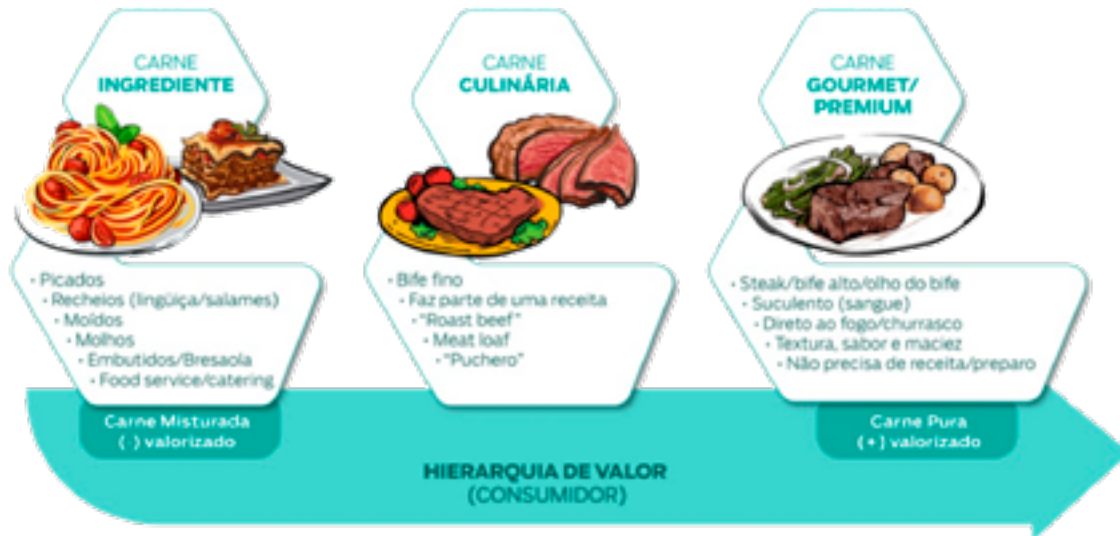 CARNE
INGREDIENTE
CARNE
CULINÁRIA
CARNE
GOURMET/
PREMIUM
• Picados
• Recheios (lingüiça/salames)
• Moídos
• Molhos
• Embutidos/Bresaola
• Food service/catering
• Bife fino
• Faz parte de uma receita
• "Roast beef"
• Meat loaf
• "Puchero"
• Steak/bife alto/olho do bife
• Suculento (sangue)
• Direto ao fogo/churrasco
• Textura, sabor e maciez
• Não precisa de receita/preparo
Carne Misturada
(-) valorizado
Carne Pura
(+) valorizado
HIERARQUIA DE VALOR
(CONSUMIDOR)